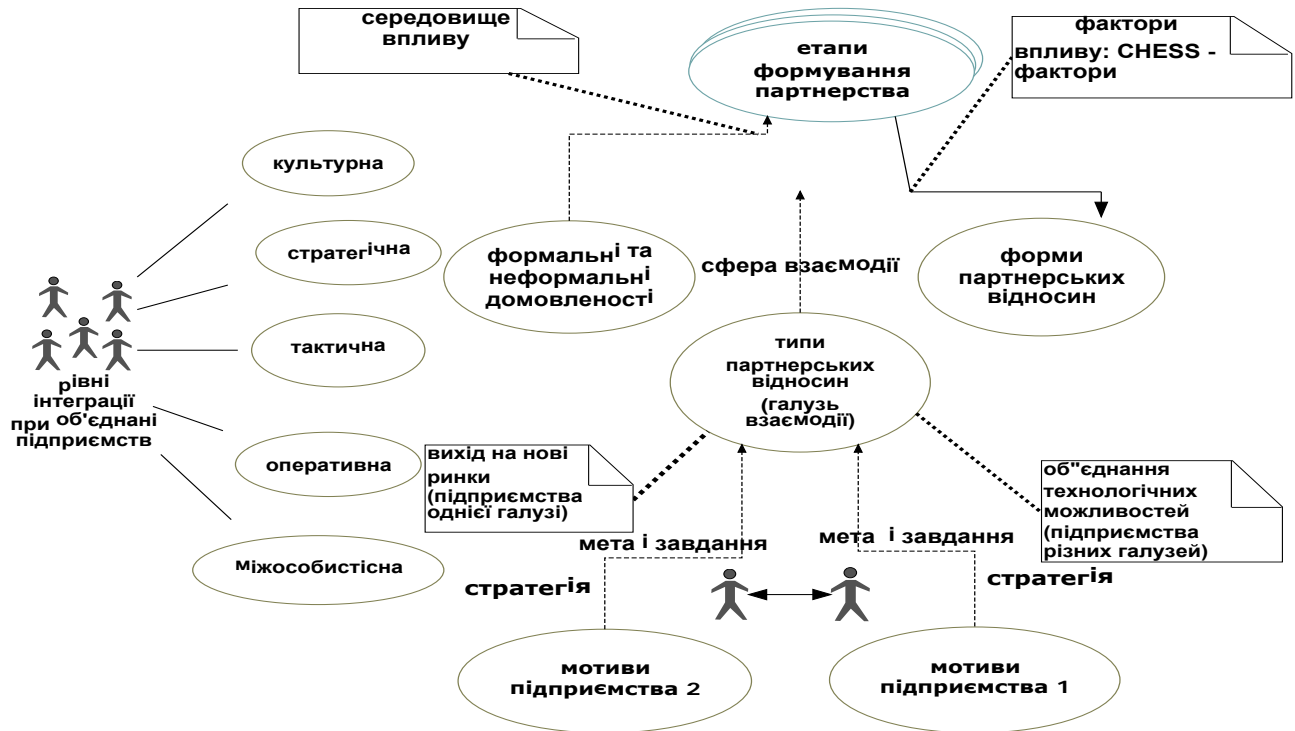 середовище
впливу
етапи
формування
партнерства
фактори
впливу: CHESS -
фактори
культурна
стратегічна
тактична
оперативна
міжособистісна
рівні
інтеграції
при об'єднані
підприємств
формальні та
неформальні
домовленості
сфера взаємодії
форми
партнерських
відносин
типи
партнерських
відносин
(галузь
взаємодії)
вихід на нові
ринки
(підприємства
однієї галузі)
об"єднання
технологічних
можливостей
(підприємства
різних галузей)
мета і завдання
мета і завдання
стратегія
стратегія
мотиви
підприємства 2
мотиви
підприємства 1